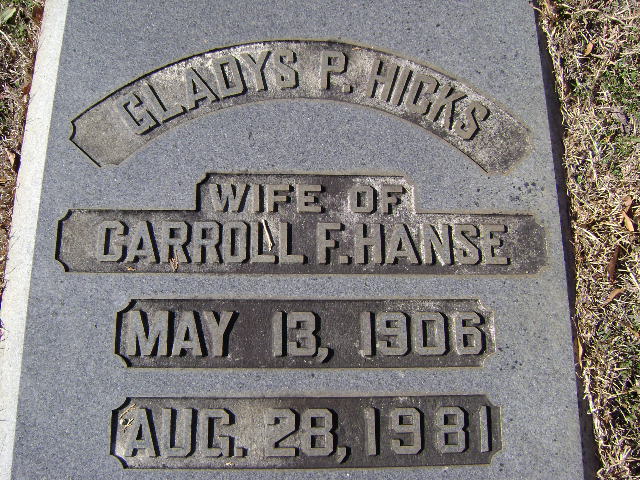 GLADYS P. HICKS
WIFE OF
CARROLL F. HANSE
MAY 13, 1906
AUG. 28, 1981